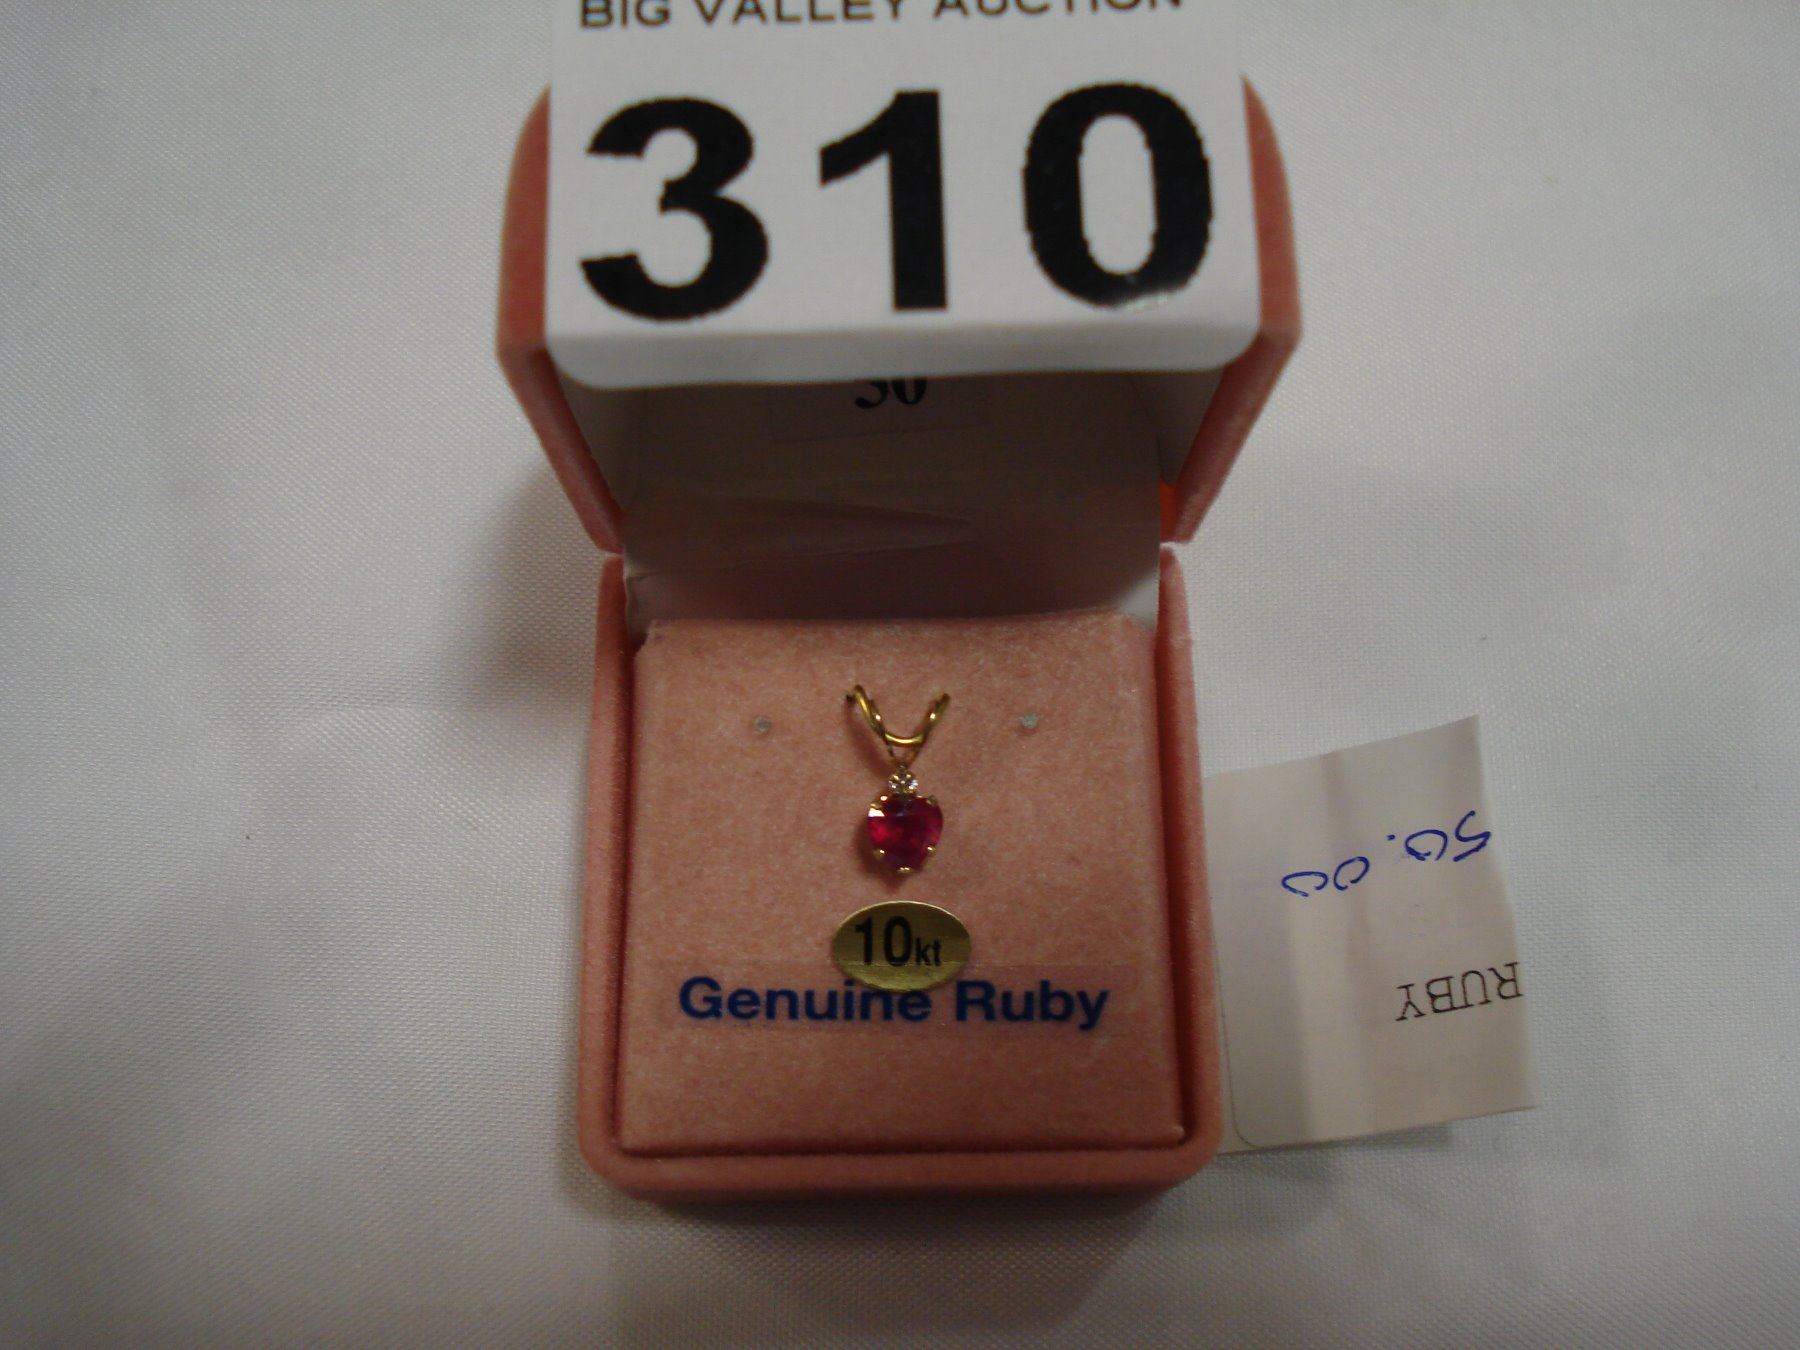 BIG VALLEY AUCTION
310
30
10kt
Genuine Ruby
50.00
RUBY